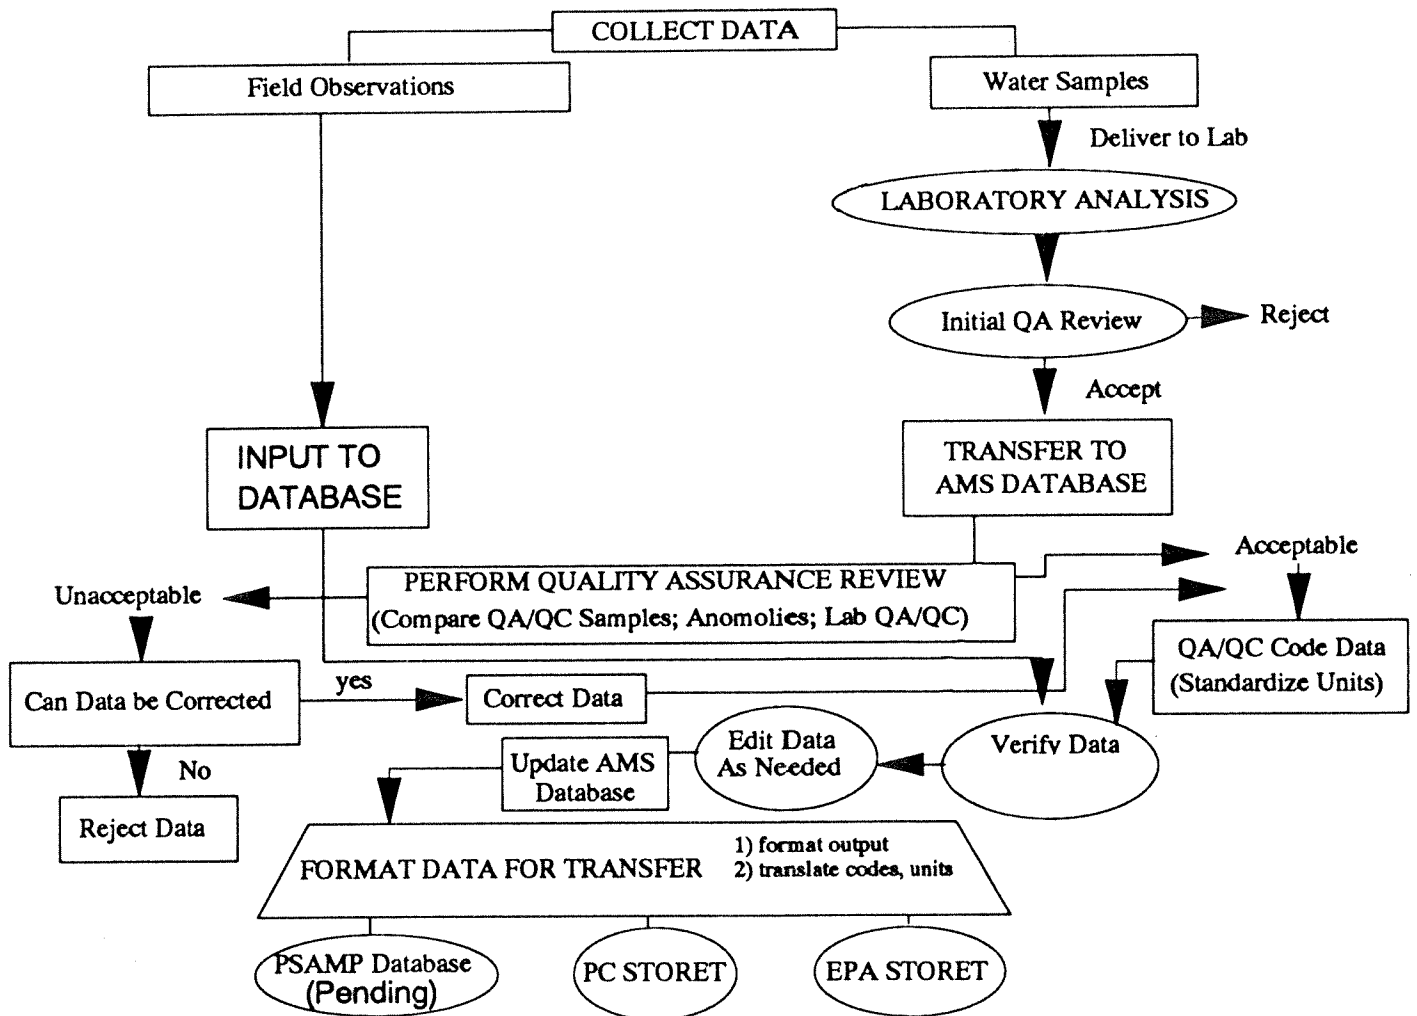 COLLECT DATA
Field Observations
Water Samples
Deliver to Lab
LABORATORY ANALYSIS
Initial QA Review
Reject
Accept
INPUT TO
DATABASE
TRANSFER TO
AMS DATABASE
Acceptable
PERFORM QUALITY ASSURANCE REVIEW
(Compare QA/QC Samples; Anomolies; Lab QA/QC)
Unacceptable
QA/QC Code Data
(Standardize Units)
Can Data be Corrected
yes
Correct Data
Verify Data
Edit Data
As Needed
Update AMS
Database
No
Reject Data
FORMAT DATA FOR TRANSFER
1) format output
2) translate codes, units
PSAMP Database
(Pending)
PC STORET
EPA STORET